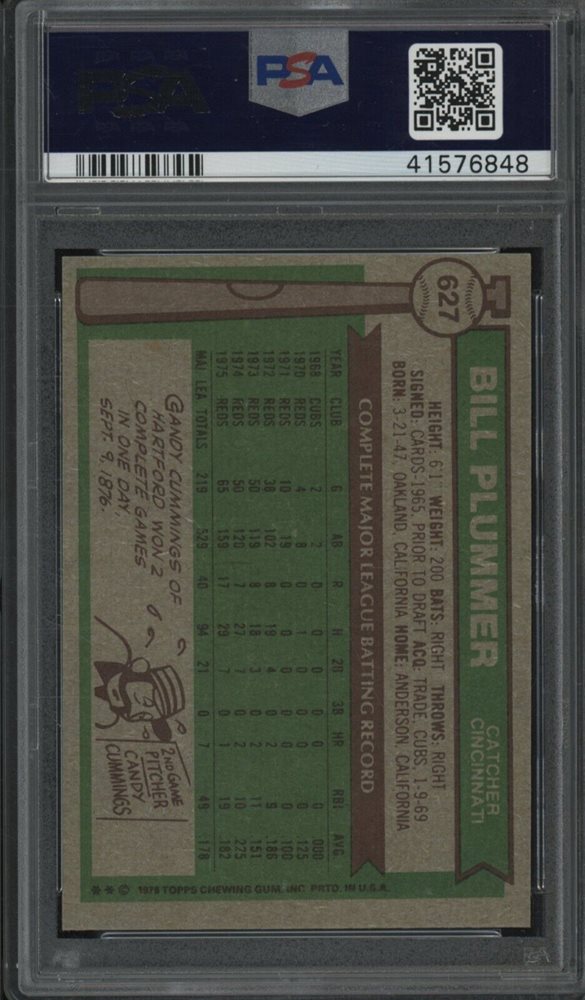 PSA
PSA
41576848
627
BILL PLUMMER
CATCHER
CINCINNATI
HEIGHT: 6'1" WEIGHT: 200 BATS: RIGHT THROWS: RIGHT
SIGNED: CARDS-1965, PRIOR TO DRAFT ACQ: TRADE, CUBS, 1-9-69
BORN: 3-21-47, OAKLAND, CALIFORNIA HOME: ANDERSON, CALIFORNIA
COMPLETE MAJOR LEAGUE BATTING RECORD
YEAR CLUB G AB R H 2B 3B HR RBI AVG.
1968 CUBS 2 2 0 0 0 0 0 0 .000
1970 REDS 4 8 0 1 0 0 0 0 .125
1971 REDS 10 19 0 0 0 0 0 0
1972 REDS 38 102 8 19 4 0 2 9 .186
1973 REDS 50 119 8 18 3 0 2 11 .151
1974 REDS 50 120 7 27 7 0 2 10 .225
1975 REDS 65 159 17 29 7 0 1 19 .182
MAJ. LEA. TOTALS 219 529 40 94 21 0 7 49 .178
CANDY CUMMINGS OF
HARTFORD WON 2
COMPLETE GAMES
IN ONE DAY,
SEPT. 9, 1876.
2ND GAME
PITCHER
CANDY
CUMMINGS
**© 1976 TOPPS CHEWING GUM, INC. PRTD. IN U.S.A.